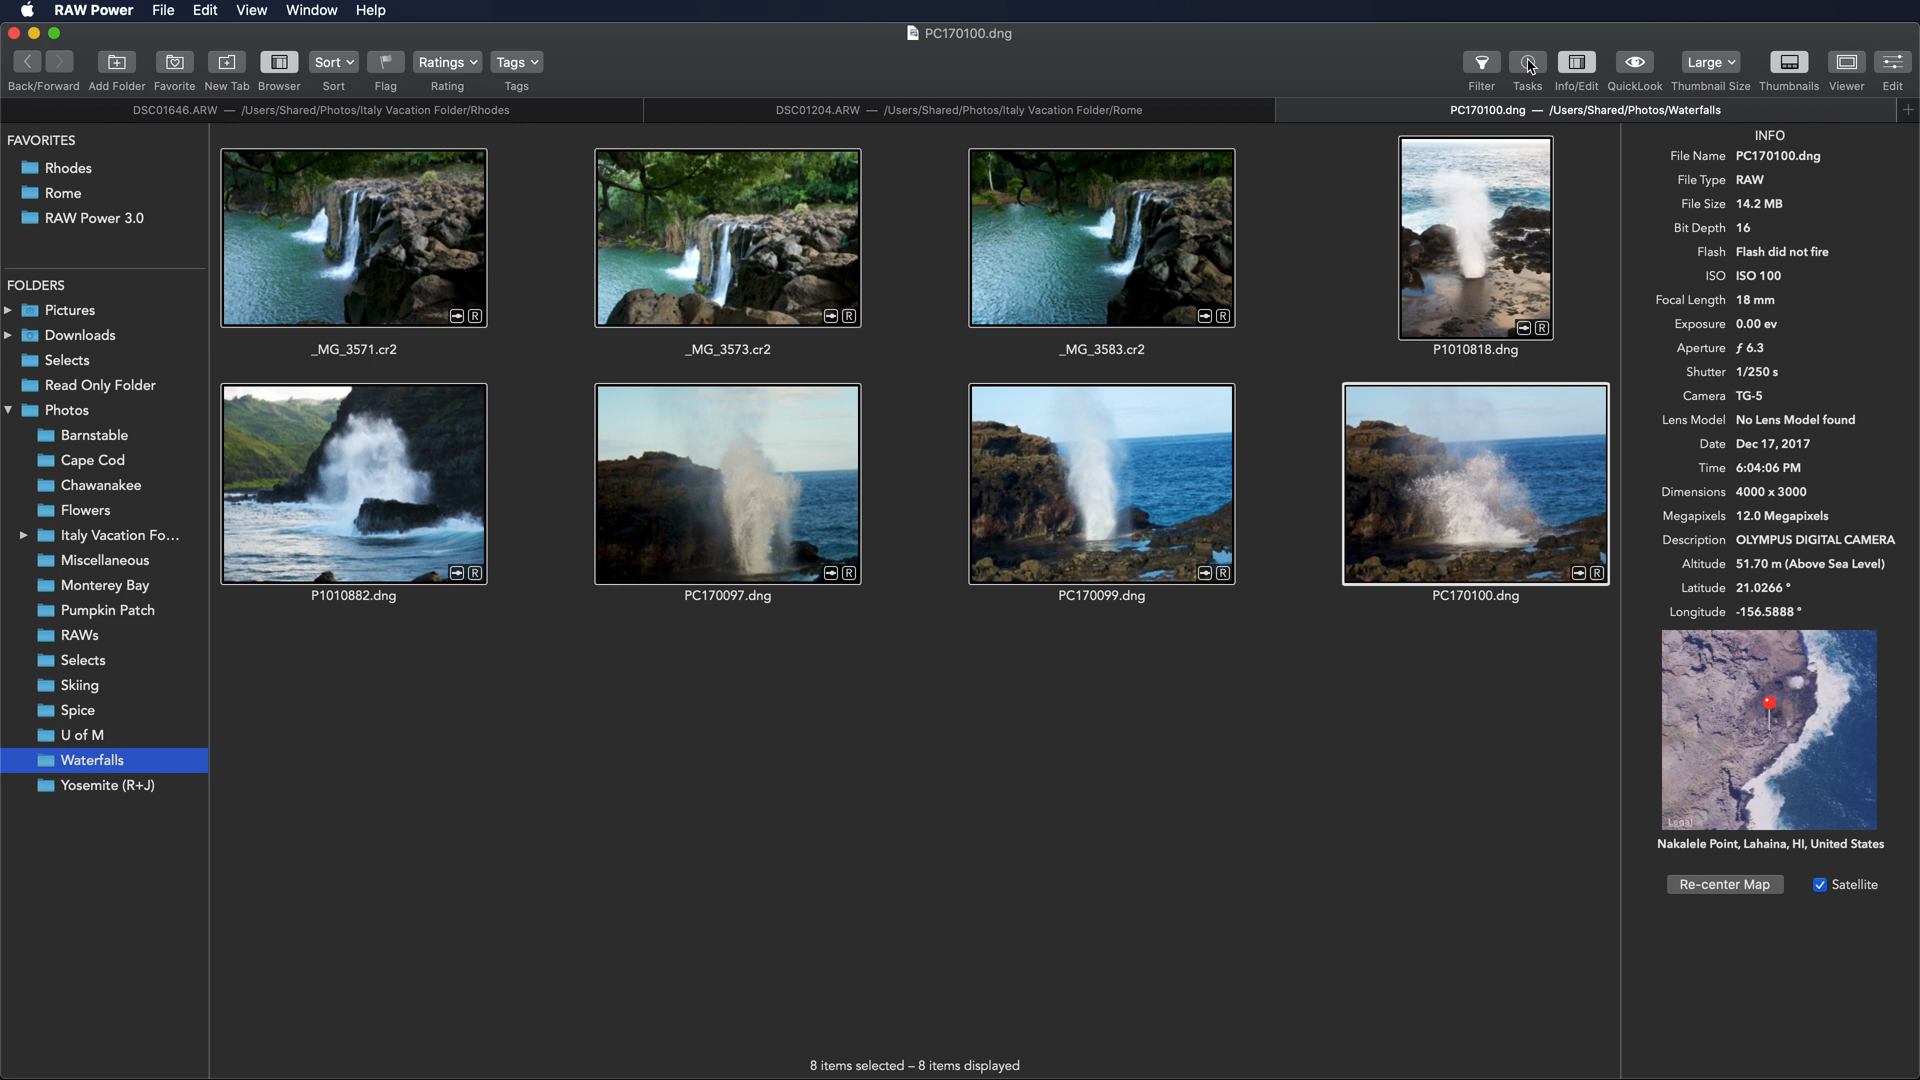 RAW Power File Edit View Window Help
PC170100.dng
Sort Ratings Tags Large
Back/Forward Add Folder Favorite New Tab Browser Sort Flag Rating Tags Filter Tasks Info/Edit QuickLook Thumbnail Size Thumbnails Viewer Edit
DSC01646.ARW — /Users/Shared/Photos/Italy Vacation Folder/Rhodes
DSC01204.ARW — /Users/Shared/Photos/Italy Vacation Folder/Rome
PC170100.dng — /Users/Shared/Photos/Waterfalls
FAVORITES
Rhodes
Rome
RAW Power 3.0
FOLDERS
Pictures
Downloads
Selects
Read Only Folder
Photos
Barnstable
Cape Cod
Chawanakee
Flowers
Italy Vacation Fo...
Miscellaneous
Monterey Bay
Pumpkin Patch
RAWs
Selects
Skiing
Spice
U of M
Waterfalls
Yosemite (R+J)
R
R
R
R
_MG_3571.cr2
_MG_3573.cr2
_MG_3583.cr2
P1010818.dng
R
R
R
R
P1010882.dng
PC170097.dng
PC170099.dng
PC170100.dng
8 items selected – 8 items displayed
INFO
File Name PC170100.dng
File Type RAW
File Size 14.2 MB
Bit Depth 16
Flash Flash did not fire
ISO ISO 100
Focal Length 18 mm
Exposure 0.00 ev
Aperture ƒ 6.3
Shutter 1/250 s
Camera TG-5
Lens Model No Lens Model found
Date Dec 17, 2017
Time 6:04:06 PM
Dimensions 4000 x 3000
Megapixels 12.0 Megapixels
Description OLYMPUS DIGITAL CAMERA
Altitude 51.70 m (Above Sea Level)
Latitude 21.0266 °
Longitude -156.5888 °
Legal
Nakalele Point, Lahaina, HI, United States
Re-center Map Satellite